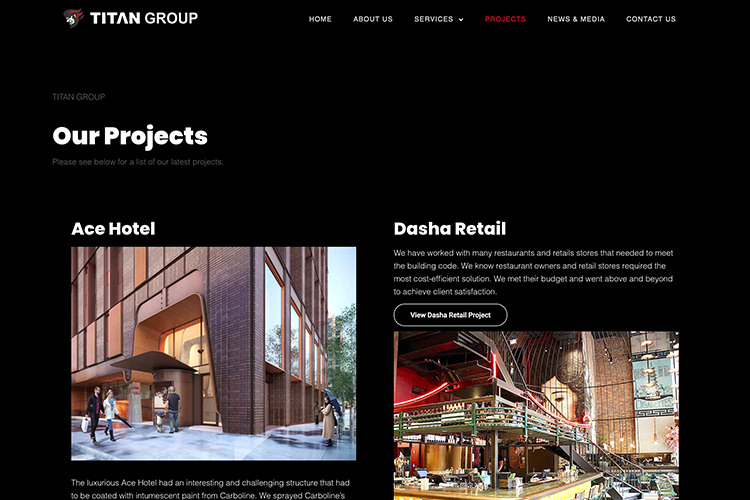 TITAN GROUP
HOME ABOUT US SERVICES PROJECTS NEWS & MEDIA CONTACT US
TITAN GROUP
Our Projects
Please see below for a list of our latest projects.
Ace Hotel
The luxurious Ace Hotel had an interesting and challenging structure that had
to be coated with intumescent paint from Carboline. We sprayed Carboline's
Dasha Retail
We have worked with many restaurants and retails stores that needed to meet
the building code. We know restaurant owners and retail stores required the
most cost-efficient solution. We met their budget and went above and beyond
to achieve client satisfaction.
View Dasha Retail Project